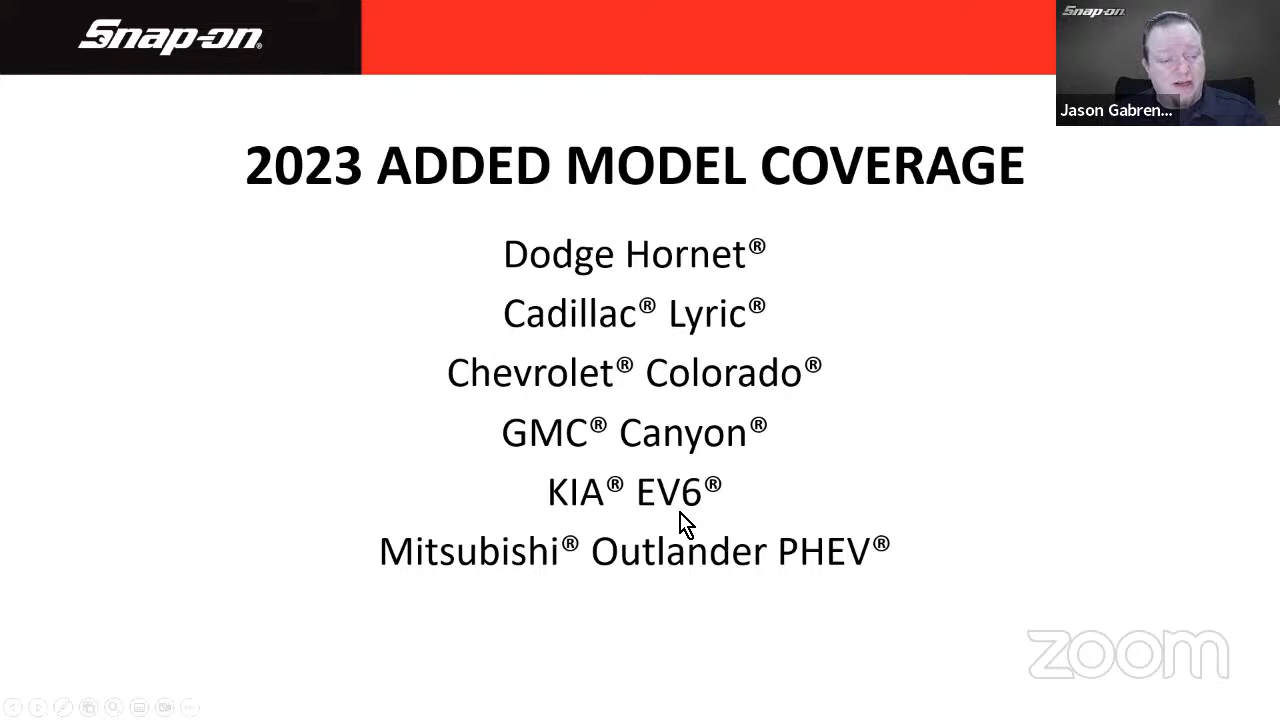 Snap-on®
Snap-on
Jason Gabren...
2023 ADDED MODEL COVERAGE
Dodge Hornet®
Cadillac® Lyric®
Chevrolet® Colorado®
GMC® Canyon®
KIA® EV6®
Mitsubishi® Outlander PHEV®
zoom